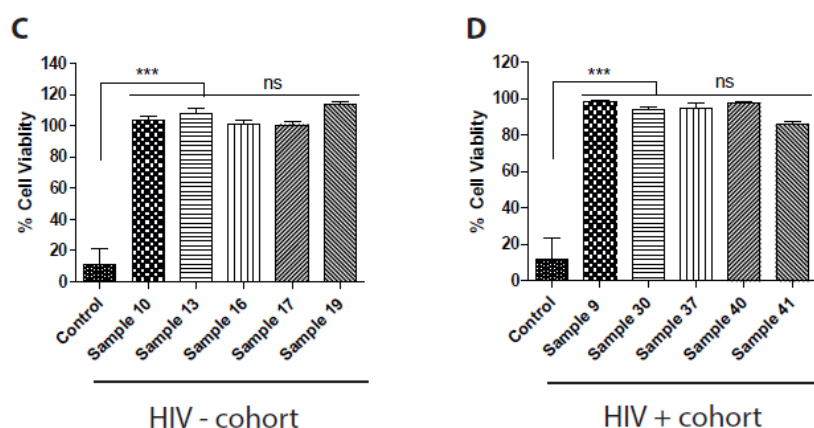 C
% Cell Viablity
140
120
100
80
60
40
20
0
***
ns
Control
Sample 10
Sample 13
Sample 16
Sample 17
Sample 19
HIV - cohort
D
% Cell Viablity
120
100
80
60
40
20
0
***
ns
Control
Sample 9
Sample 30
Sample 37
Sample 40
Sample 41
HIV + cohort